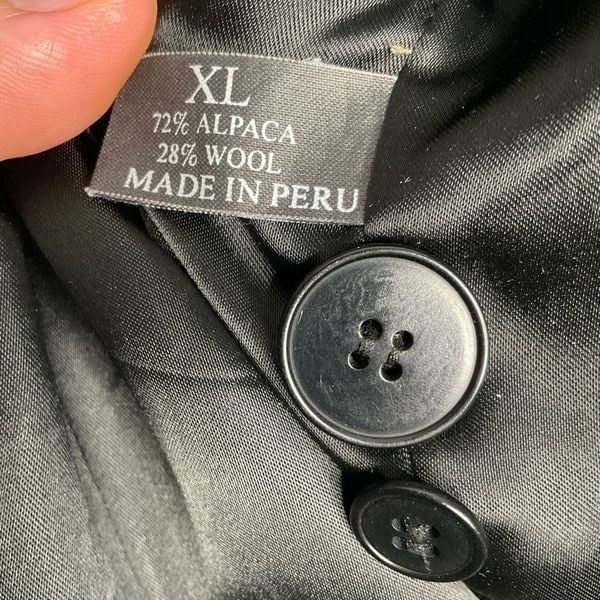 XL
72% ALPACA
28% WOOL
MADE IN PERU